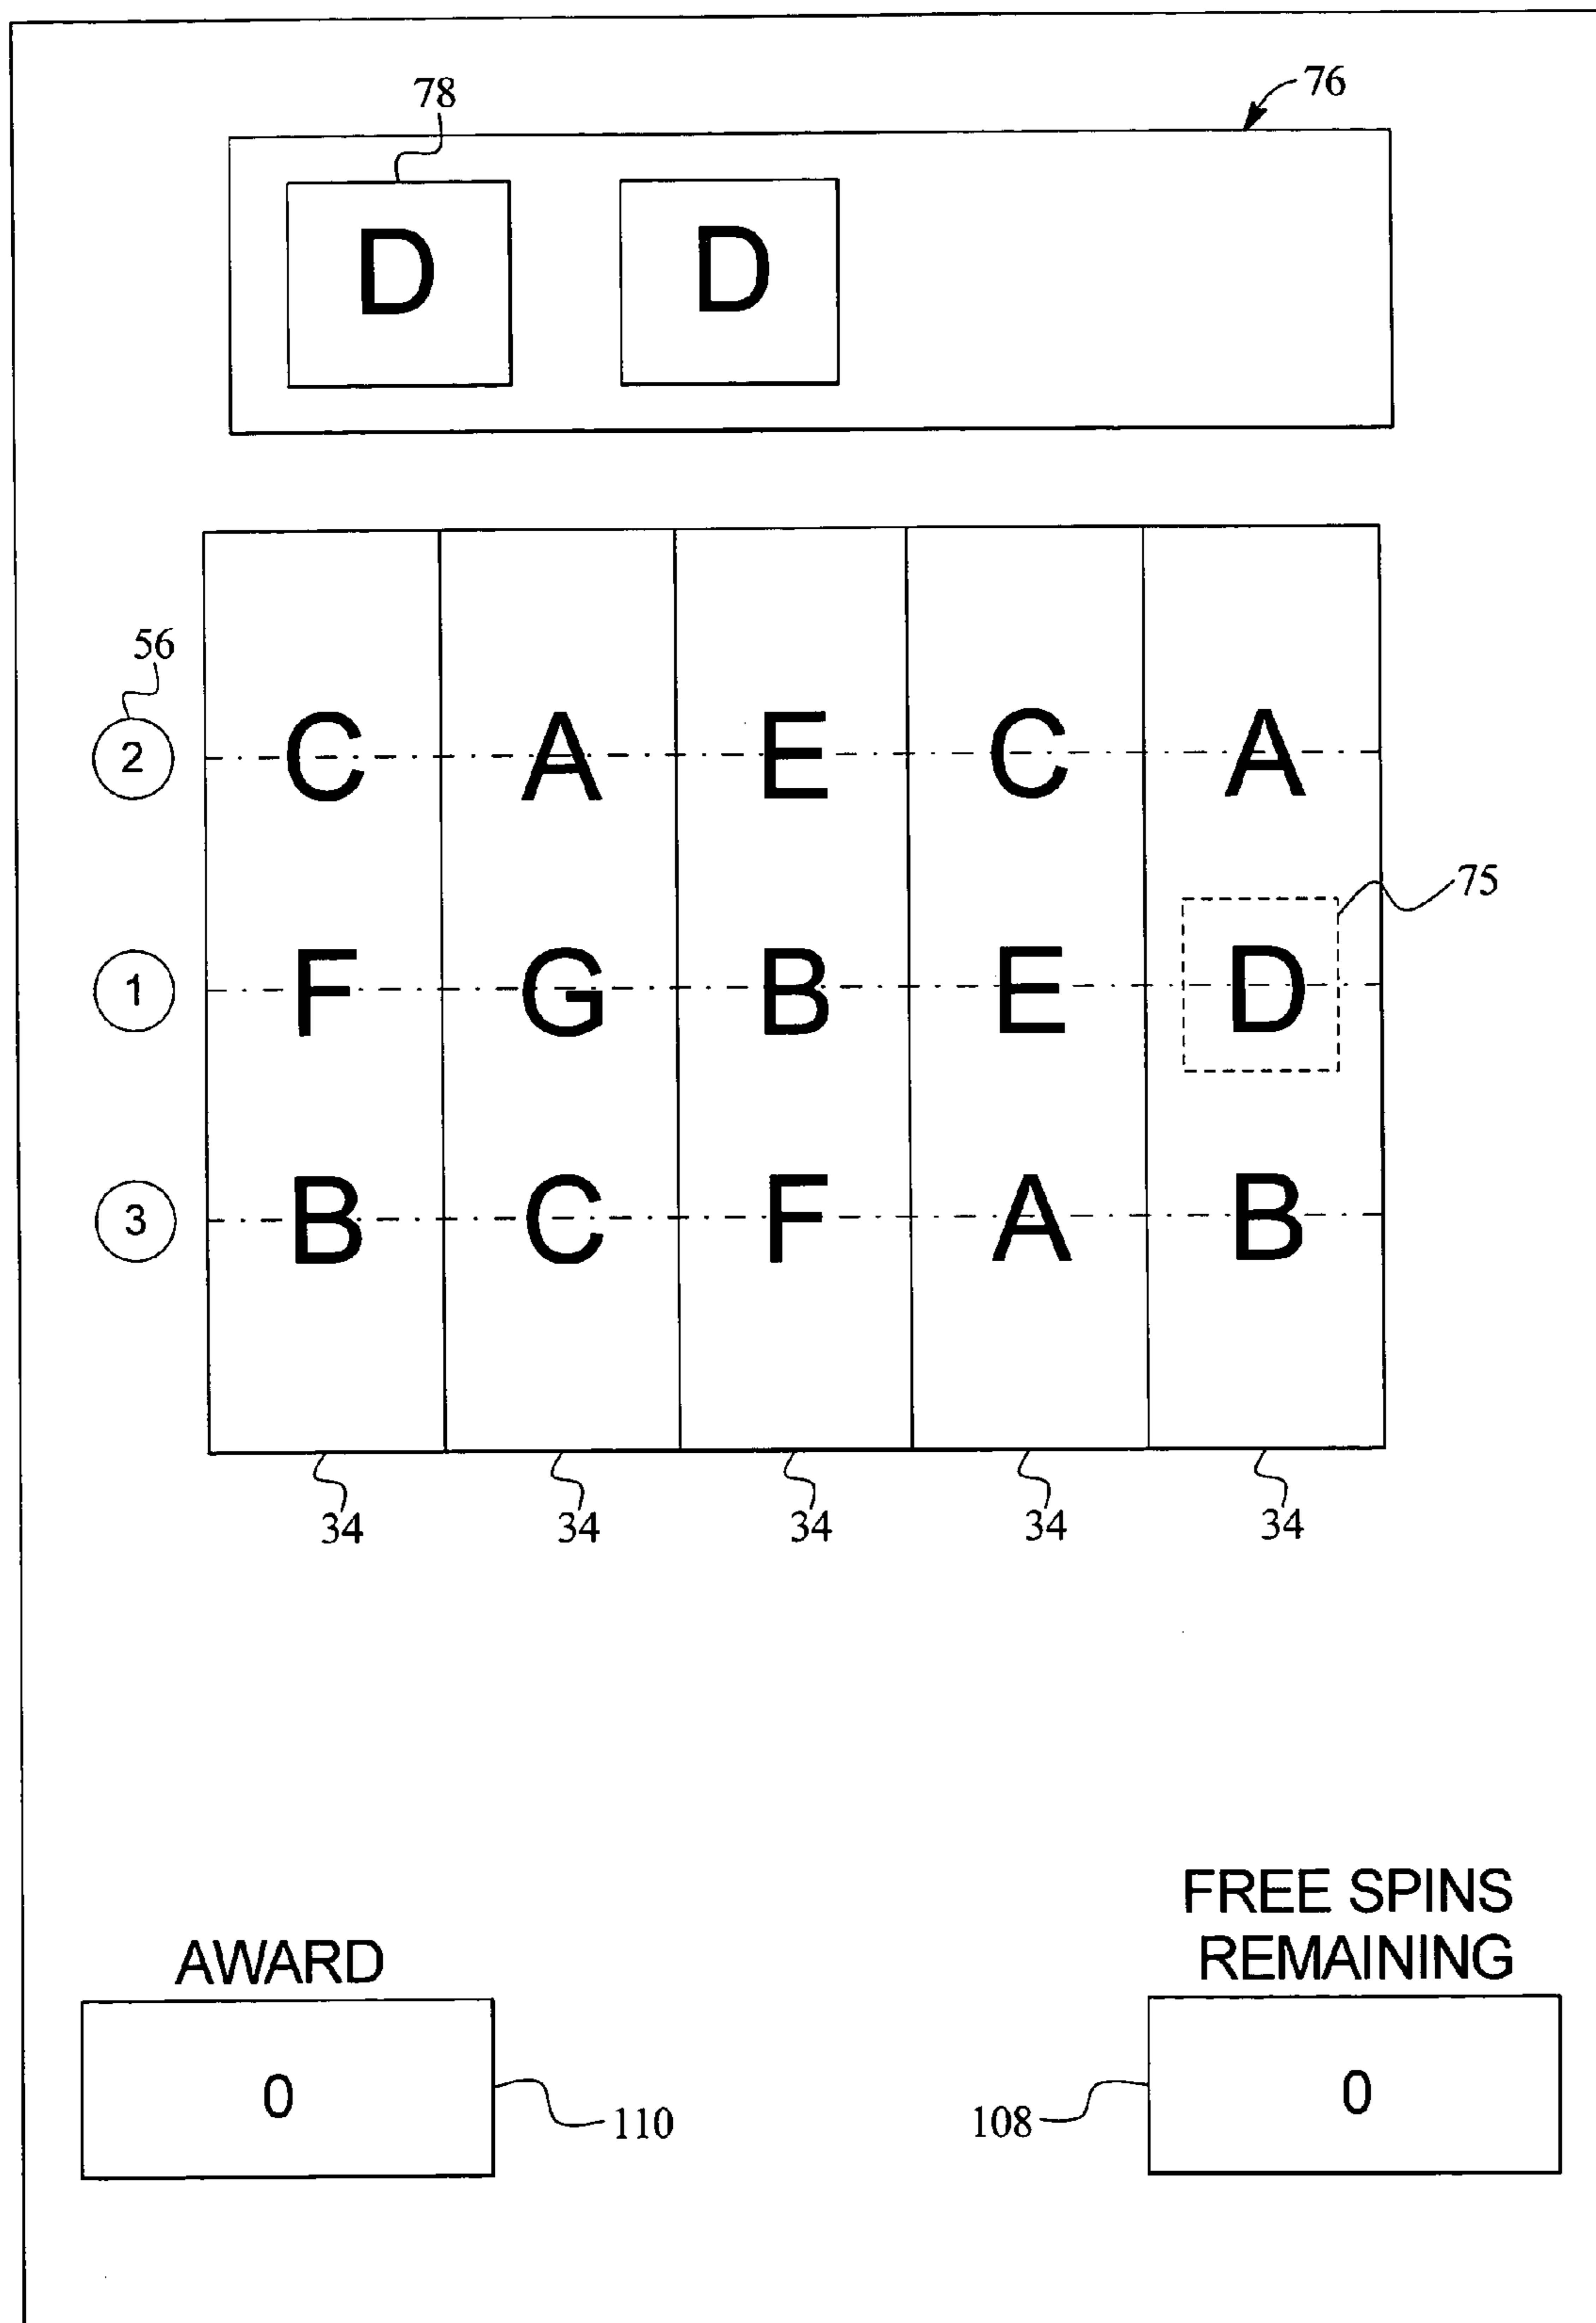 78
76
D D
56
2 C A E C A
75
1 F G B E D
3 B C F A B
34 34 34 34 34
FREE SPINS
REMAINING
AWARD
0
110
108
0